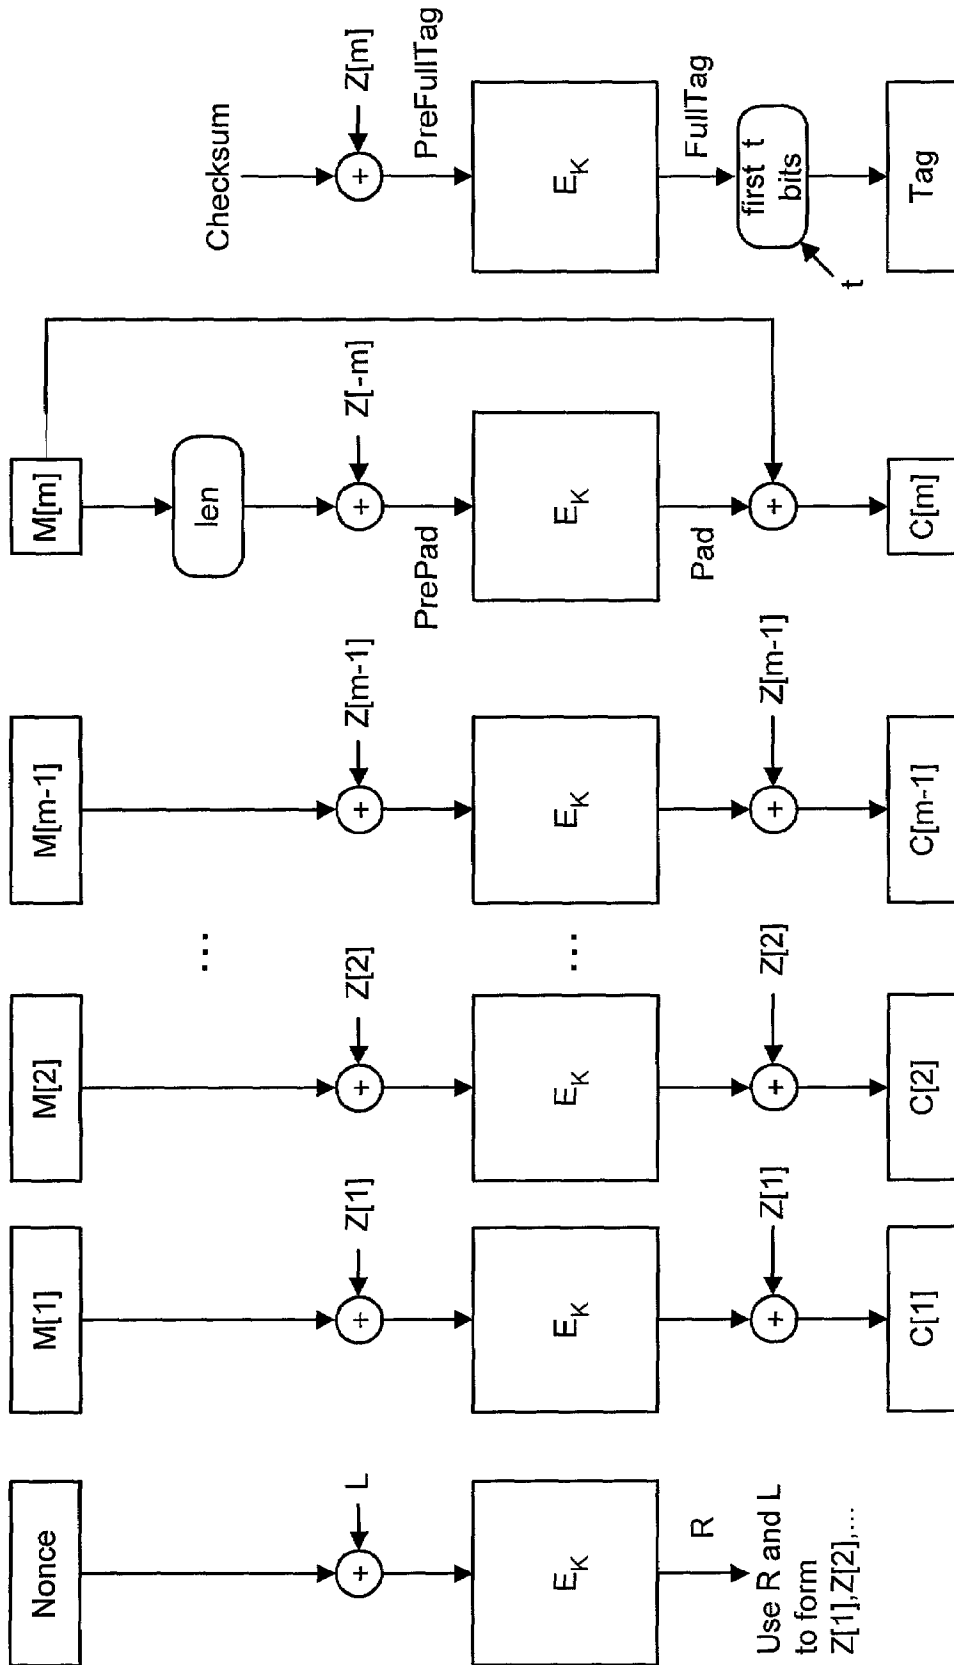 Nonce
L
E_K
R
Use R and L
to form
Z[1],Z[2],...
M[1]
Z[1]
E_K
Z[1]
C[1]
M[2]
Z[2]
E_K
Z[2]
C[2]
...
...
M[m-1]
Z[m-1]
E_K
Z[m-1]
C[m-1]
M[m]
len
Z[-m]
PrePad
E_K
Pad
C[m]
Checksum
Z[m]
PreFullTag
E_K
FullTag
first t
bits
t
Tag